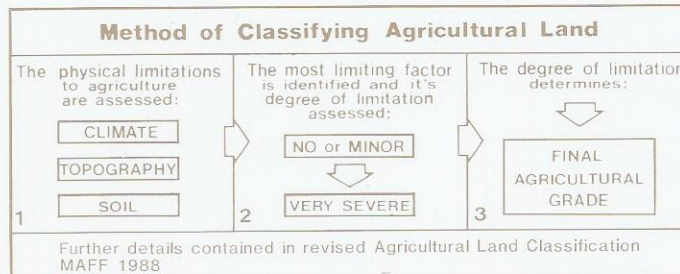 Method of Classifying Agricultural Land
The physical limitations
to agriculture
are assessed:
CLIMATE
TOPOGRAPHY
SOIL
1
The most limiting factor
is identified and it's
degree of limitation
assessed:
NO or MINOR
VERY SEVERE
2
The degree of limitation
determines:
FINAL
AGRICULTURAL
GRADE
3
Further details contained in revised Agricultural Land Classification
MAFF 1988